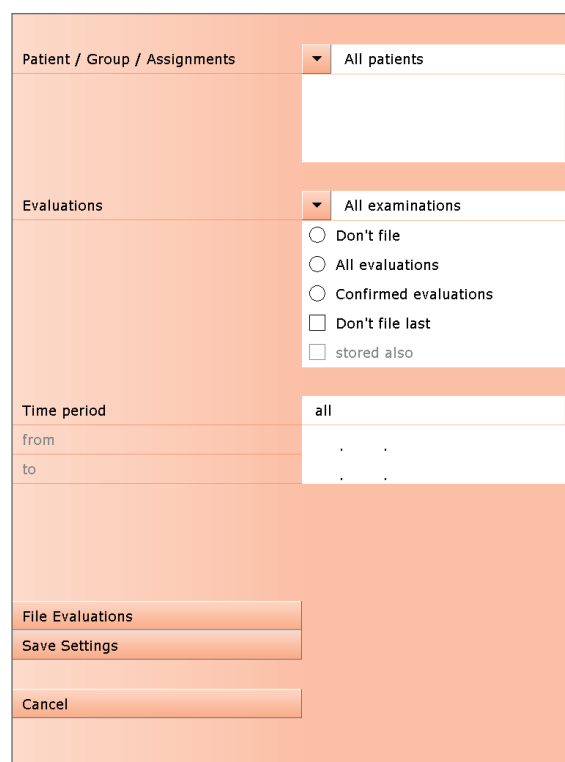 Patient / Group / Assignments All patients
Evaluations All examinations
Don't file
All evaluations
Confirmed evaluations
Don't file last
stored also
Time period all
from . .
to . .
File Evaluations
Save Settings
Cancel